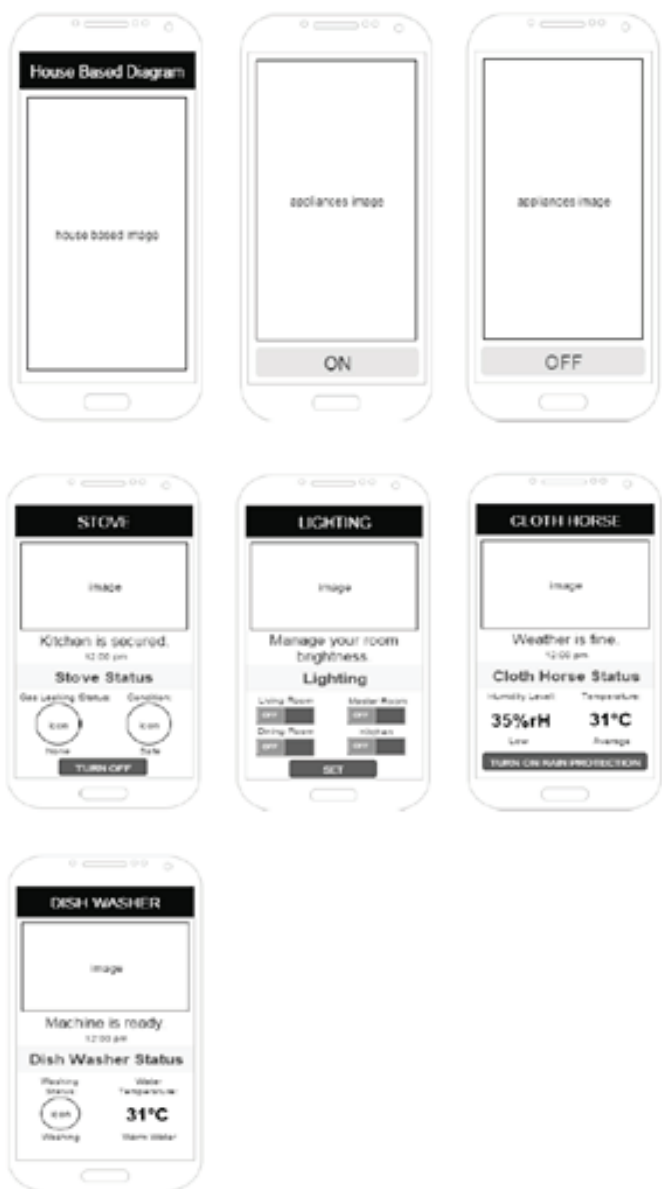 House Based Diagram
house based image
appliances image
ON
appliances image
OFF
STOVE
image
Kitchen is secured.
12:00 pm
Stove Status
Gas Leaking Status:
Condition:
icon
icon
None
Safe
TURN OFF
LIGHTING
image
Manage your room
brightness.
Lighting
Living Room
Master Room
OFF
OFF
Dining Room
Kitchen
OFF
OFF
SET
CLOTH HORSE
image
Weather is fine.
12:00 pm
Cloth Horse Status
Humidity Level:
Temperature:
35%rH
31°C
Low
Average
TURN ON RAIN PROTECTION
DISH WASHER
image
Machine is ready
12:00 pm
Dish Washer Status
Washing
Status:
Water
Temperature:
icon
31°C
Washing
Warm Water